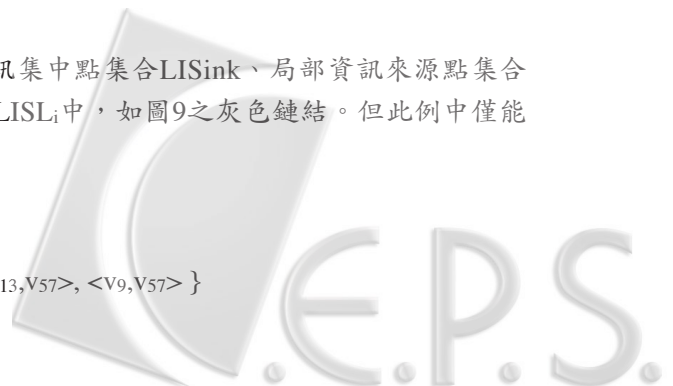 訊集中點集合LISink、局部資訊來源點集合
LISLi中,如圖9之灰色鏈結。但此例中僅能
13,v57>, <v9,v57> }
C.E.P.S.